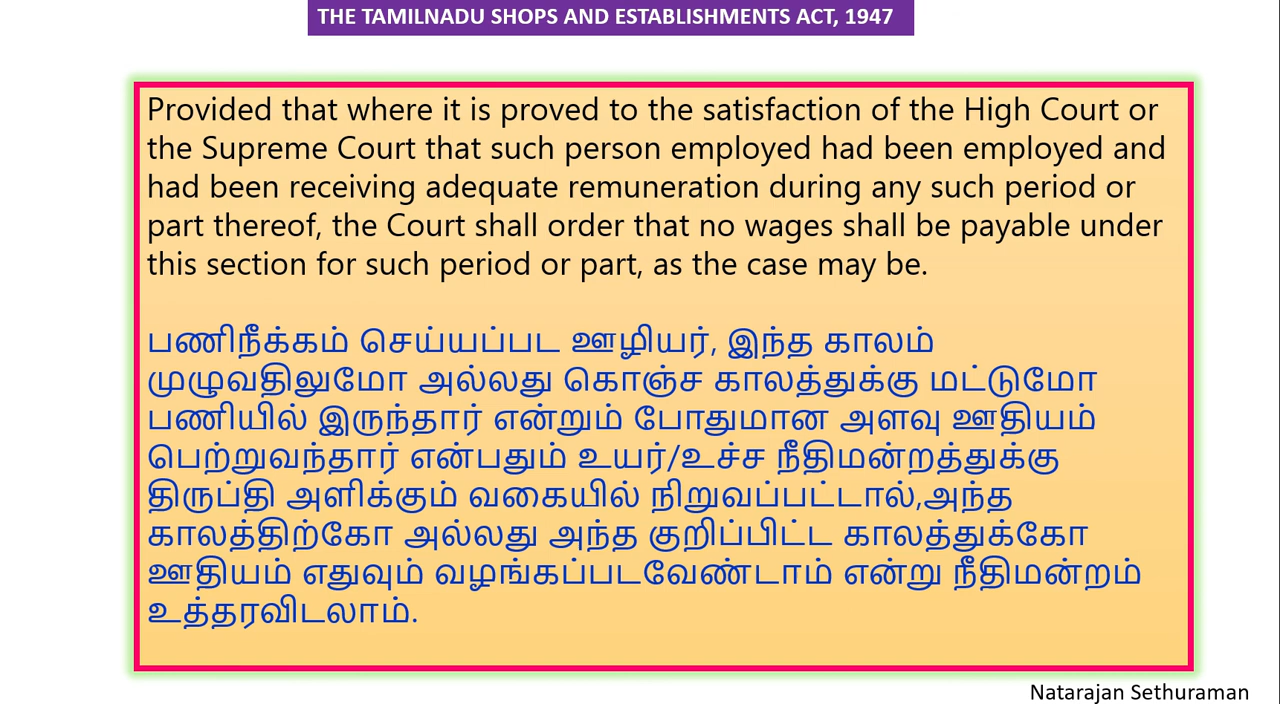 THE TAMILNADU SHOPS AND ESTABLISHMENTS ACT, 1947
Provided that where it is proved to the satisfaction of the High Court or
the Supreme Court that such person employed had been employed and
had been receiving adequate remuneration during any such period or
part thereof, the Court shall order that no wages shall be payable under
this section for such period or part, as the case may be.
பணிநீக்கம் செய்யப்பட ஊழியர், இந்த காலம்
முழுவதிலுமோ அல்லது கொஞ்ச காலத்துக்கு மட்டுமோ
பணியில் இருந்தார் என்றும் போதுமான அளவு ஊதியம்
பெற்றுவந்தார் என்பதும் உயர்/உச்ச நீதிமன்றத்துக்கு
திருப்தி அளிக்கும் வகையில் நிறுவப்பட்டால்,அந்த
காலத்திற்கோ அல்லது அந்த குறிப்பிட்ட காலத்துக்கோ
ஊதியம் எதுவும் வழங்கப்படவேண்டாம் என்று நீதிமன்றம்
உத்தரவிடலாம்.
Natarajan Sethuraman